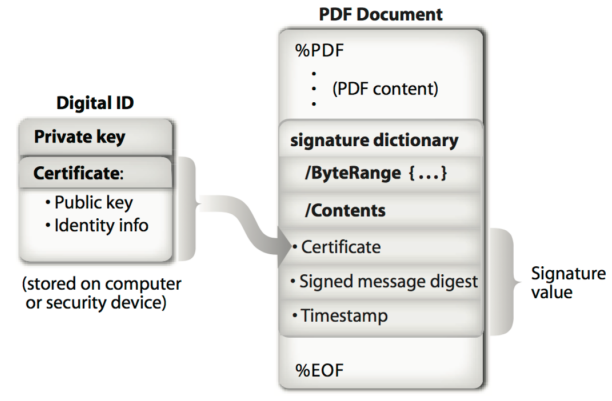 PDF Document
%PDF
•
• (PDF content)
•
Digital ID
Private key
Certificate:
• Public key
• Identity info
(stored on computer
or security device)
signature dictionary
/ByteRange {...}
/Contents
• Certificate
• Signed message digest
• Timestamp
%EOF
Signature
value